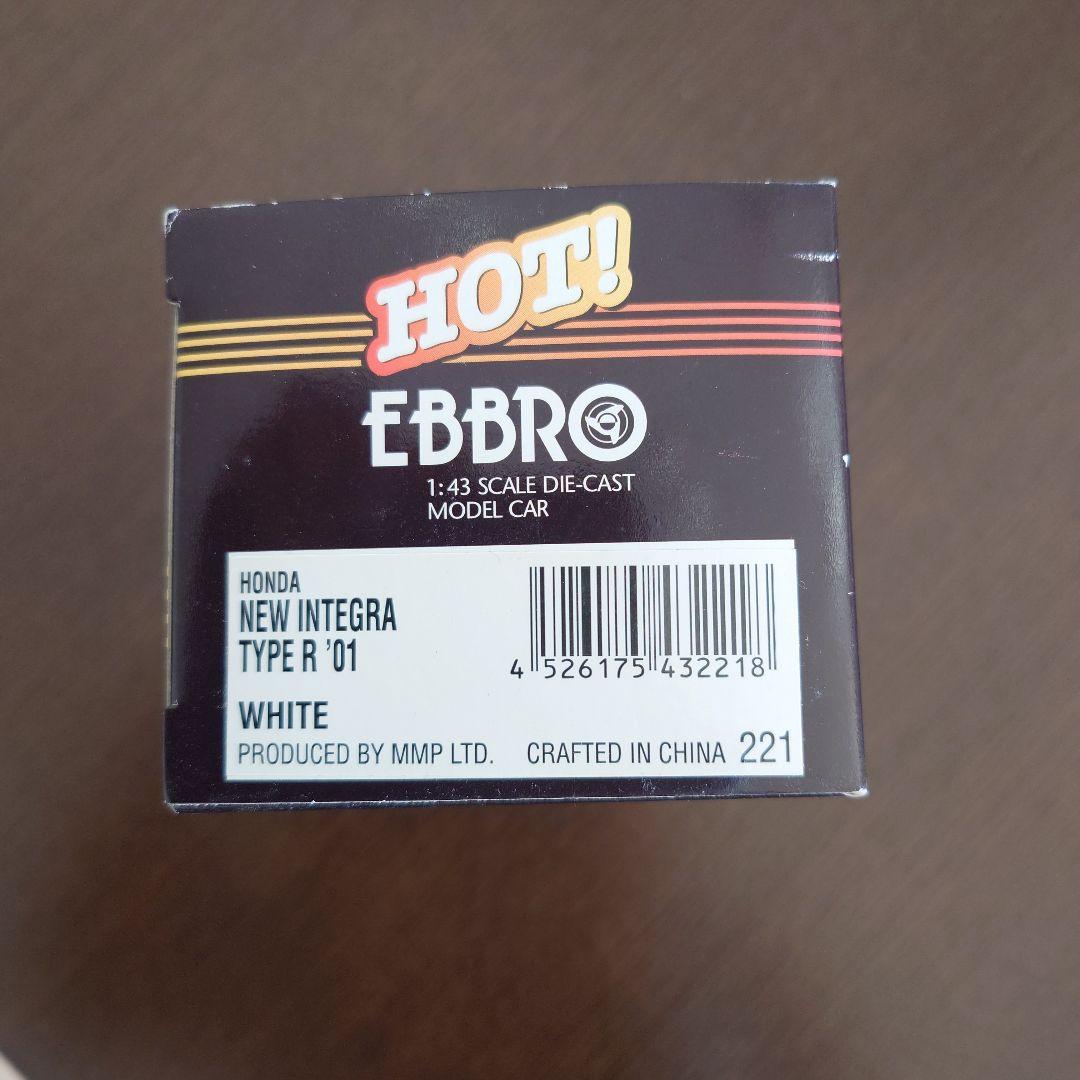 HOT!
EBBRO
1:43 SCALE DIE-CAST
MODEL CAR
HONDA
NEW INTEGRA
TYPE R '01
4 526175 432218
WHITE
PRODUCED BY MMP LTD. CRAFTED IN CHINA 221